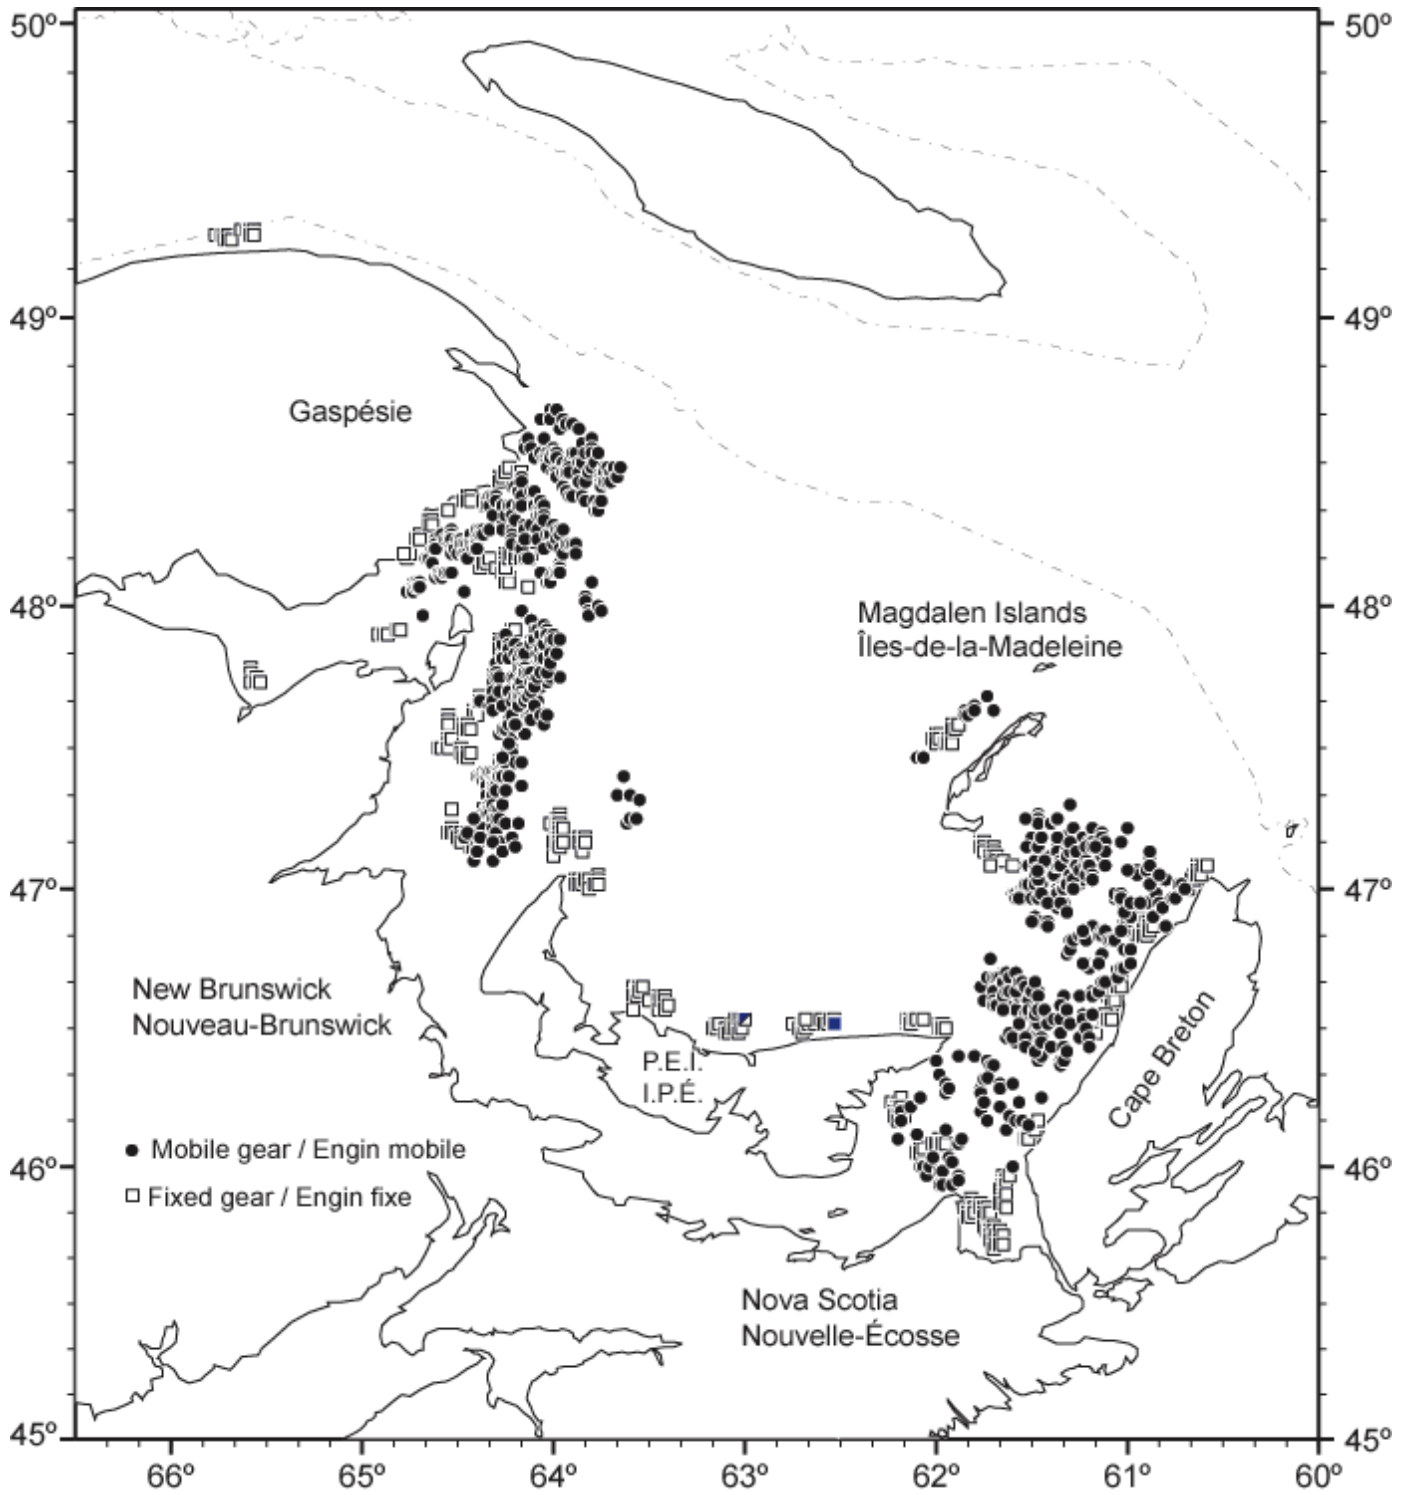 50º 50º
49º 49º
Gaspésie
48º 48º
Magdalen Islands
Îles-de-la-Madeleine
47º 47º
New Brunswick
Nouveau-Brunswick
P.E.I.
I.P.É.
Cape Breton
Mobile gear / Engin mobile
46º 46º
Fixed gear / Engin fixe
Nova Scotia
Nouvelle-Écosse
45º 45º
66º 65º 64º 63º 62º 61º 60º